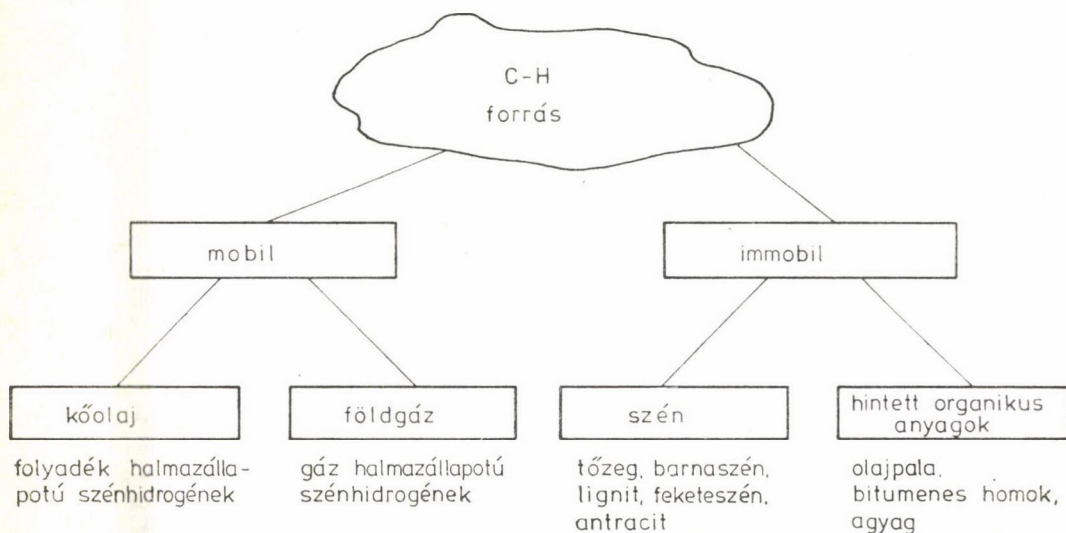 C-H
forrás
mobil
immobil
kőolaj
földgáz
szén
hintett organikus
anyagok
folyadék halmazálla-
potú szénhidrogének
gáz halmazállapotú
szénhidrogének
tőzeg, barnaszén,
lignit, feketeszén,
antracit
olajpala,
bitumenes homok,
agyag